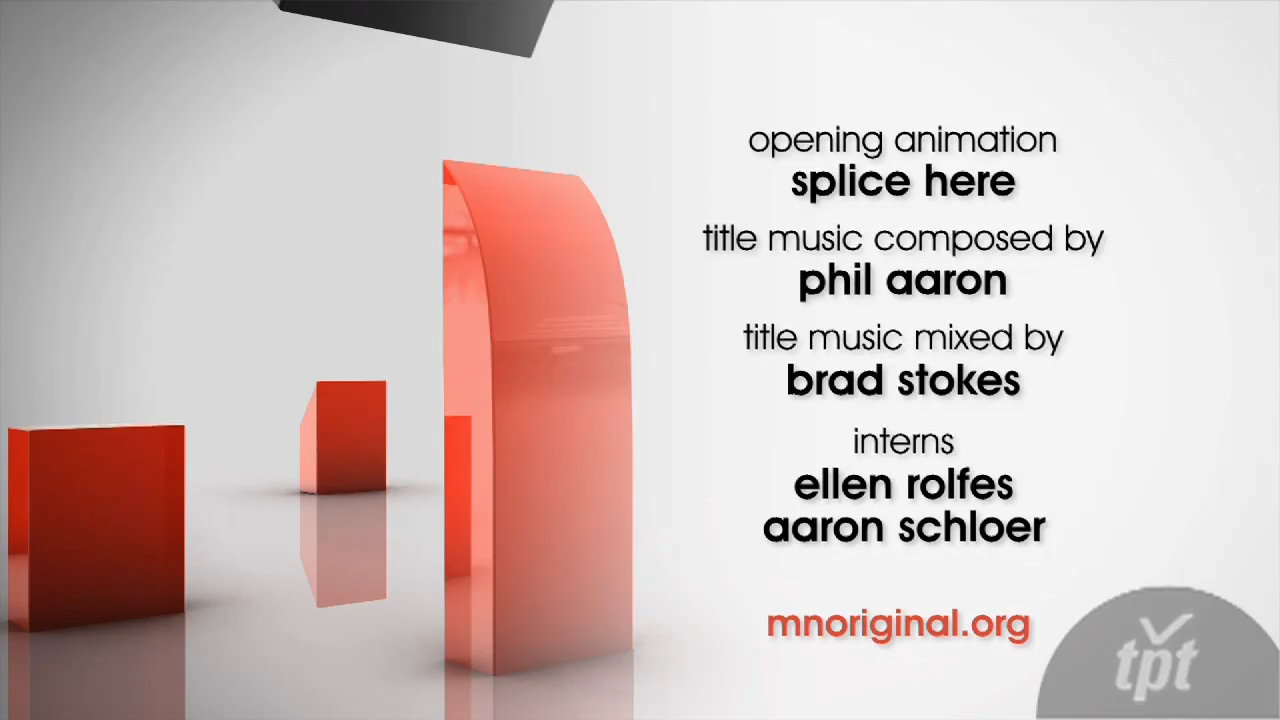 opening animation
splice here
title music composed by
phil aaron
title music mixed by
brad stokes
interns
ellen rolfes
aaron schloer
mnoriginal.org
tpt